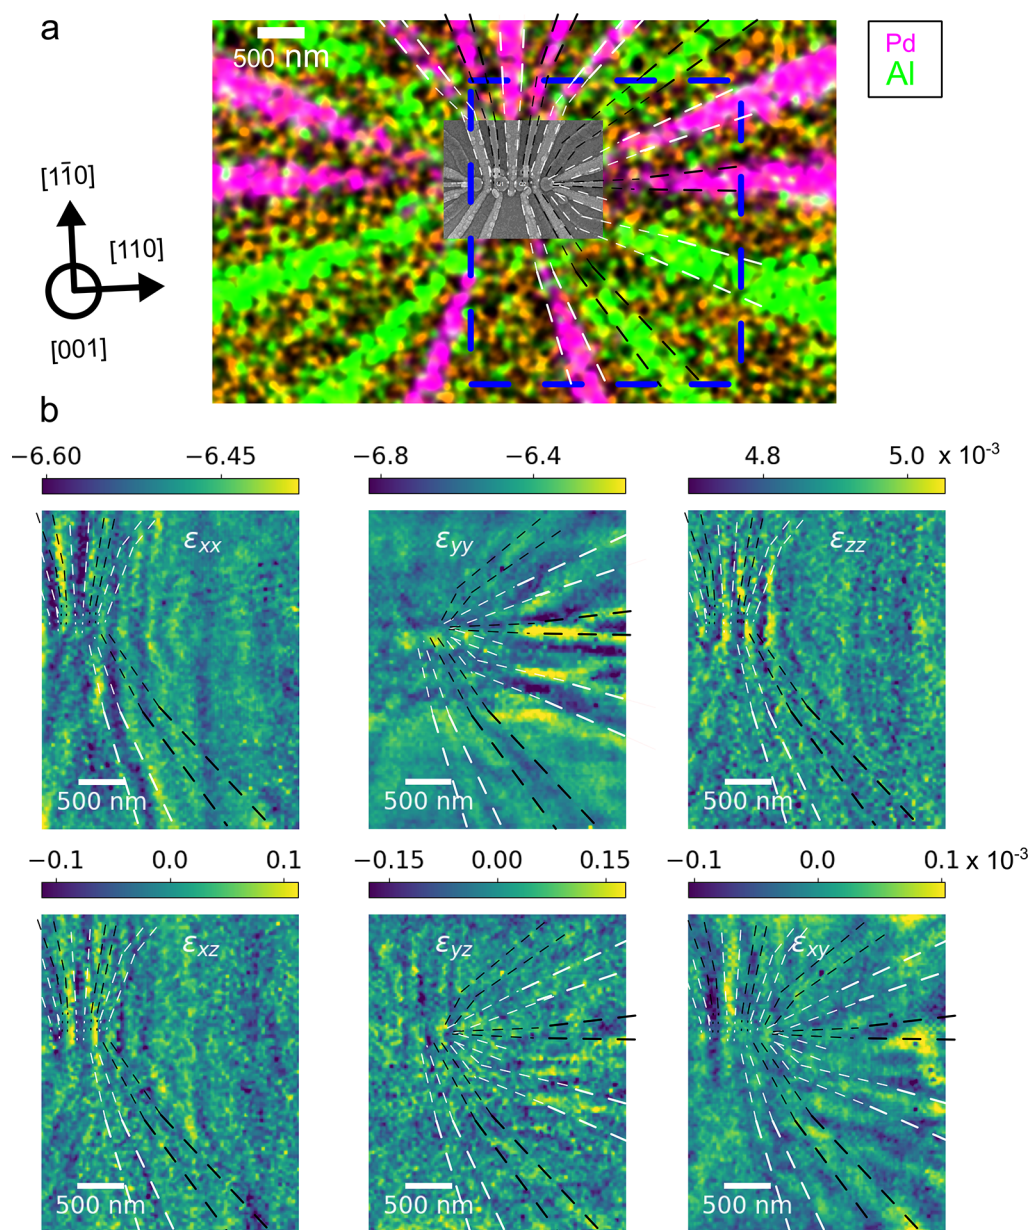 a
500 nm
Pd
Al
[11̄0]
[110]
[001]
b
−6.60 −6.45
−6.8 −6.4
4.8 5.0 x 10⁻³
εxx
εyy
εzz
500 nm
500 nm
500 nm
−0.1 0.0 0.1
−0.15 0.00 0.15
−0.1 0.0 0.1 x 10⁻³
εxz
εyz
εxy
500 nm
500 nm
500 nm